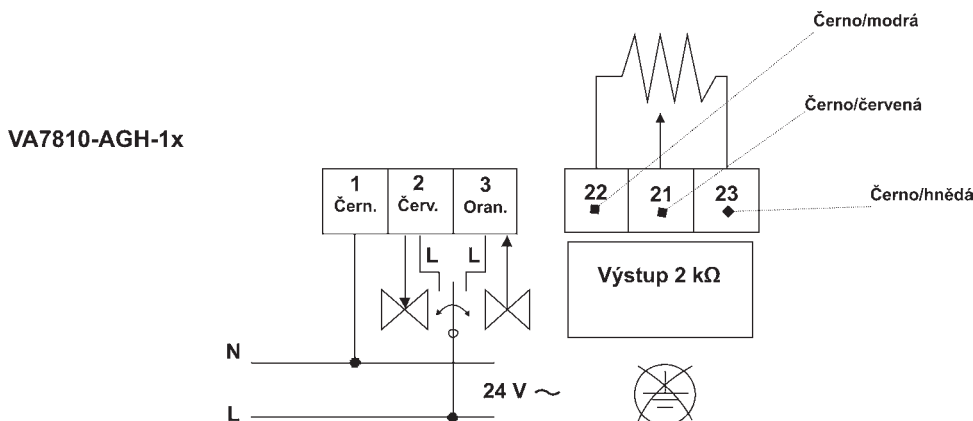 Černo/modrá
Černo/červená
VA7810-AGH-1x
1 2 3
Čern. Červ. Oran.
22 21 23
Černo/hnědá
L L
Výstup 2 kΩ
N
24 V ~
L